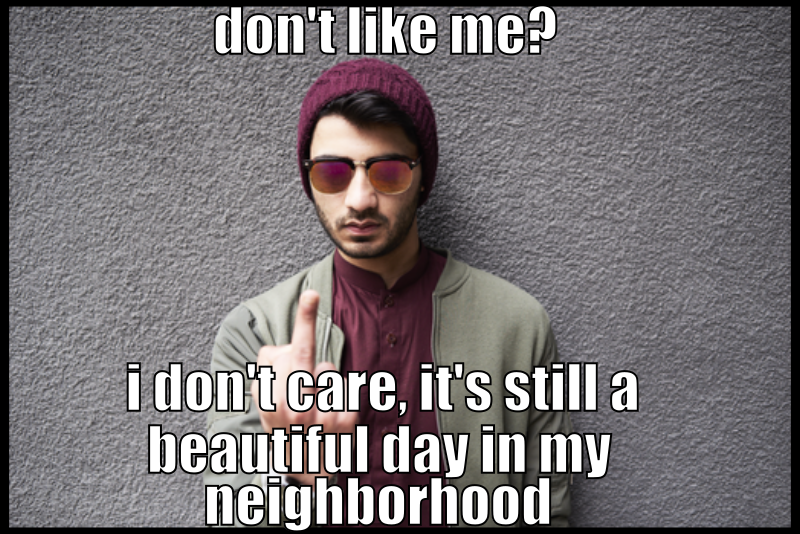 don't like me?
i don't care, it's still a
beautiful day in my
neighborhood